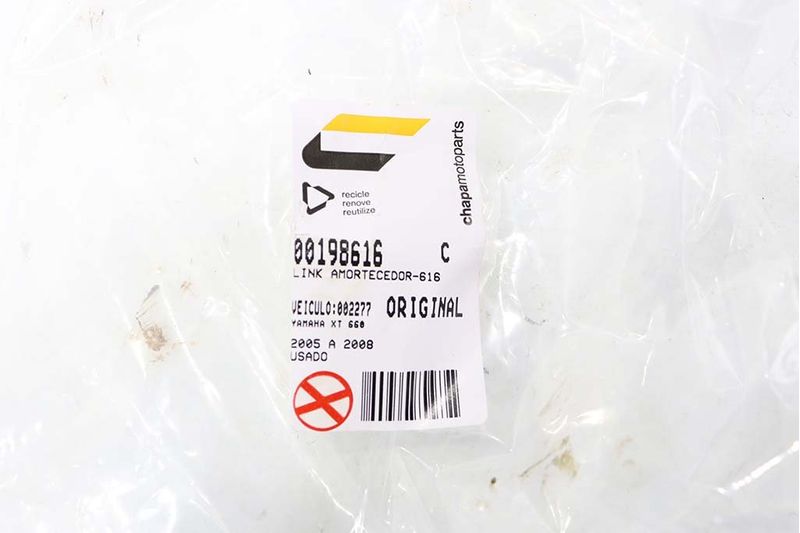 chapamotoparts
recicle
renove
reutilize
00198616 C
LINK AMORTECEDOR-616
VEICULO:002277 ORIGINAL
YAMAHA XT 660
2005 A 2008
USADO